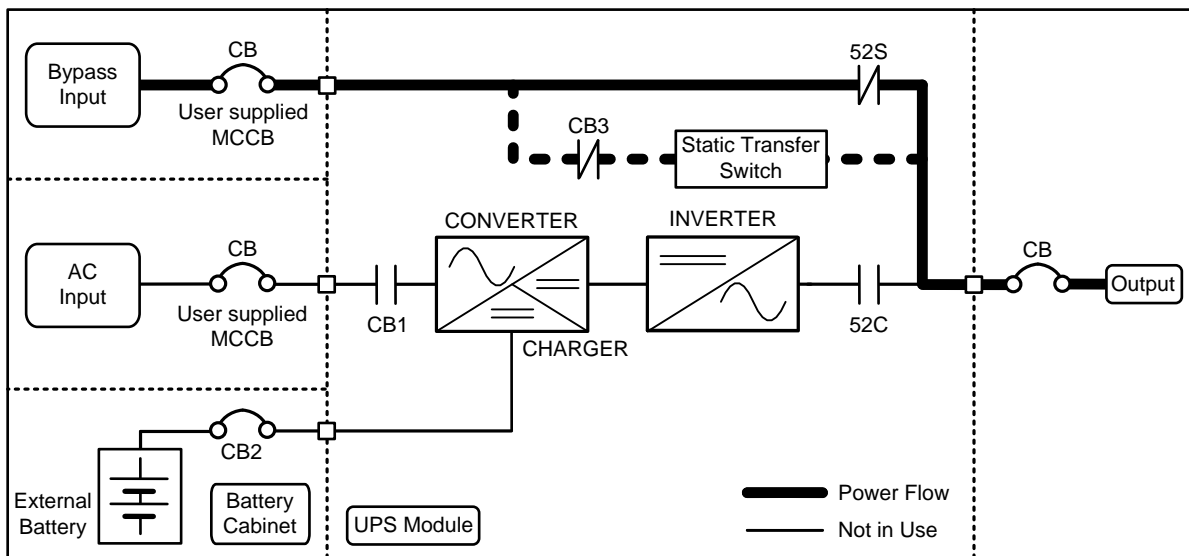 Bypass
Input
CB
User supplied
MCCB
52S
CB3
Static Transfer
Switch
AC
Input
CB
User supplied
MCCB
CB1
CONVERTER
CHARGER
INVERTER
52C
CB
Output
CB2
External
Battery
Battery
Cabinet
UPS Module
Power Flow
Not in Use